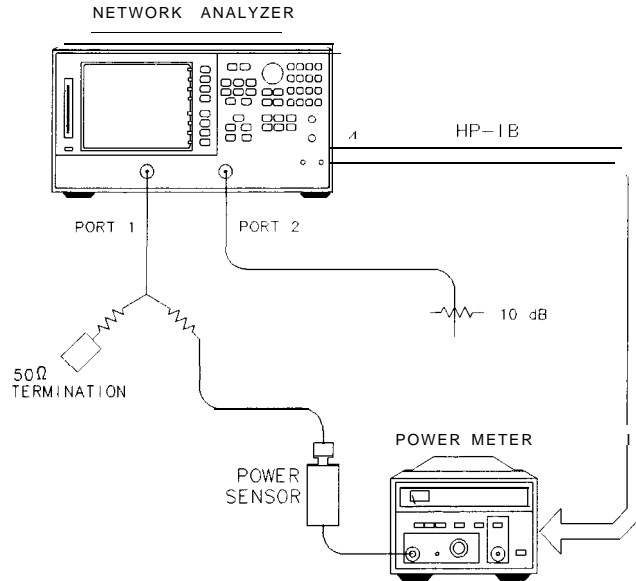 NETWORK ANALYZER
HP-IB
PORT 1
PORT 2
10 dB
50Ω
TERMINATION
POWER METER
POWER
SENSOR